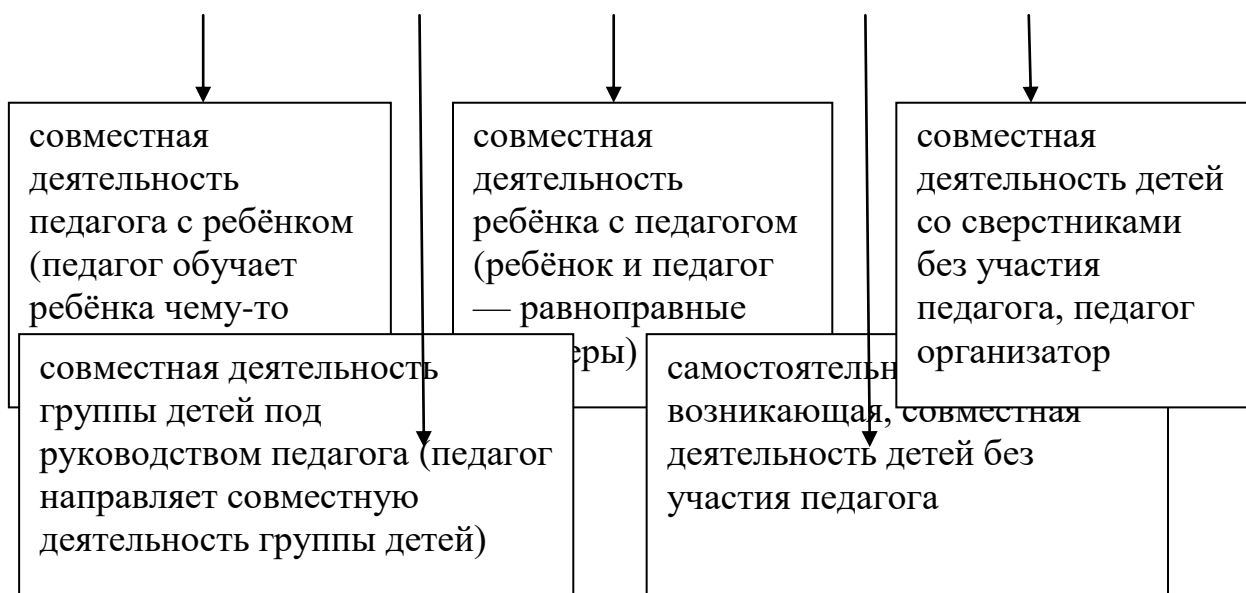 совместная
деятельность
педагога с ребёнком
(педагог обучает
ребёнка чему-то
совместная
деятельность
ребёнка с педагогом
(ребёнок и педагог
— равноправные
еры)
совместная
деятельность детей
со сверстниками
без участия
педагога, педагог
организатор
совместная деятельность
группы детей под
руководством педагога (педагог
направляет совместную
деятельность группы детей)
самостоятельн
возникающая, совместная
деятельность детей без
участия педагога